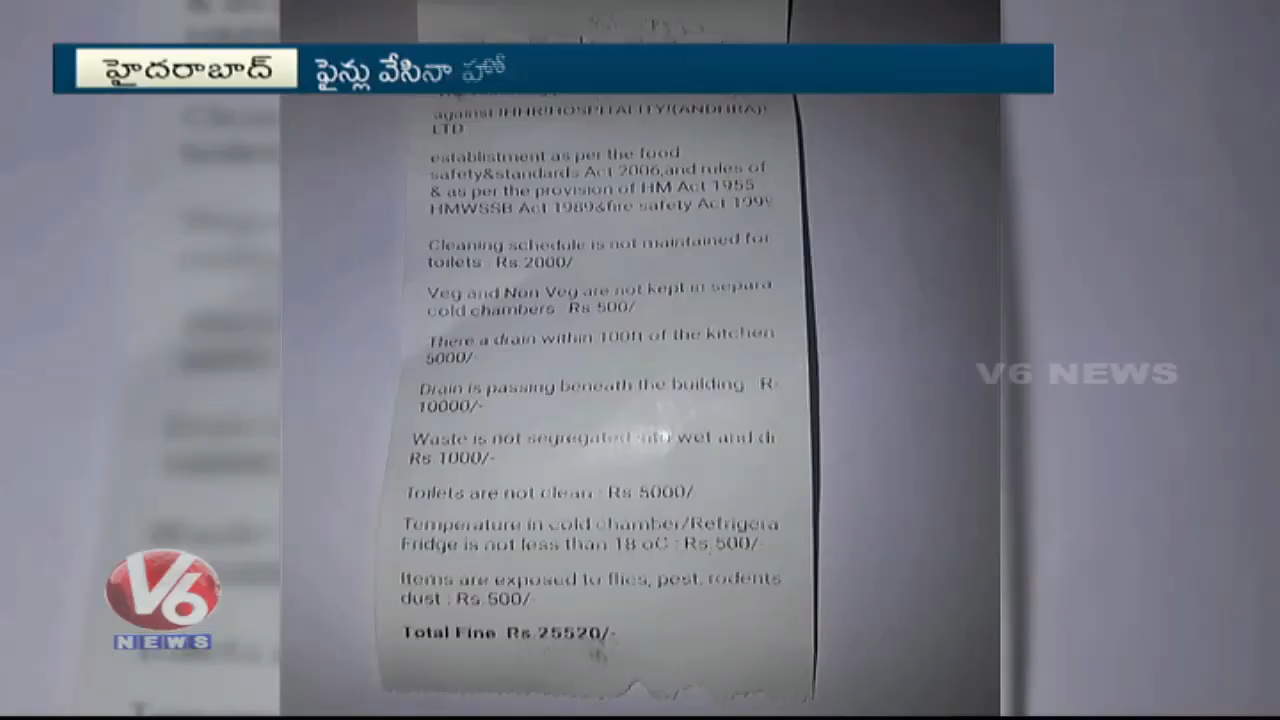 హైదరాబాద్ ఫైన్లు వేసినా హో
against !HHR!HOSPITALITY!(ANDHRA)!
LTD
establistment as per the food
safety&standards Act 2006,and rules of
& as per the provision of HM Act 1955
HMWSSB Act 1989&fire safety Act 1999
Cleaning schedule is not maintained for
toilets : Rs.2000/
Veg and Non Veg are not kept in separa
cold chambers : Rs 500/
There a drain within 100ft of the kitchen
5000/-
Drain is passing beneath the building : R
10000/-
Waste is not segregated into wet and d
Rs 1000/-
Toilets are not clean : Rs 5000/
Temperature in cold chamber/Refrigera
Fridge is not less than 18 oC : Rs.500/-
Items are exposed to flies, pest, rodents
dust : Rs.500/-
Total Fine Rs.25520/-
V6 NEWS
V6
NEWS